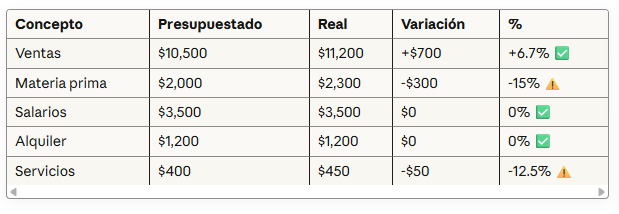 Concepto Presupuestado Real Variación %
Ventas $10,500 $11,200 +$700 +6.7% ✅
Materia prima $2,000 $2,300 -$300 -15% ⚠️
Salarios $3,500 $3,500 $0 0% ✅
Alquiler $1,200 $1,200 $0 0% ✅
Servicios $400 $450 -$50 -12.5% ⚠️